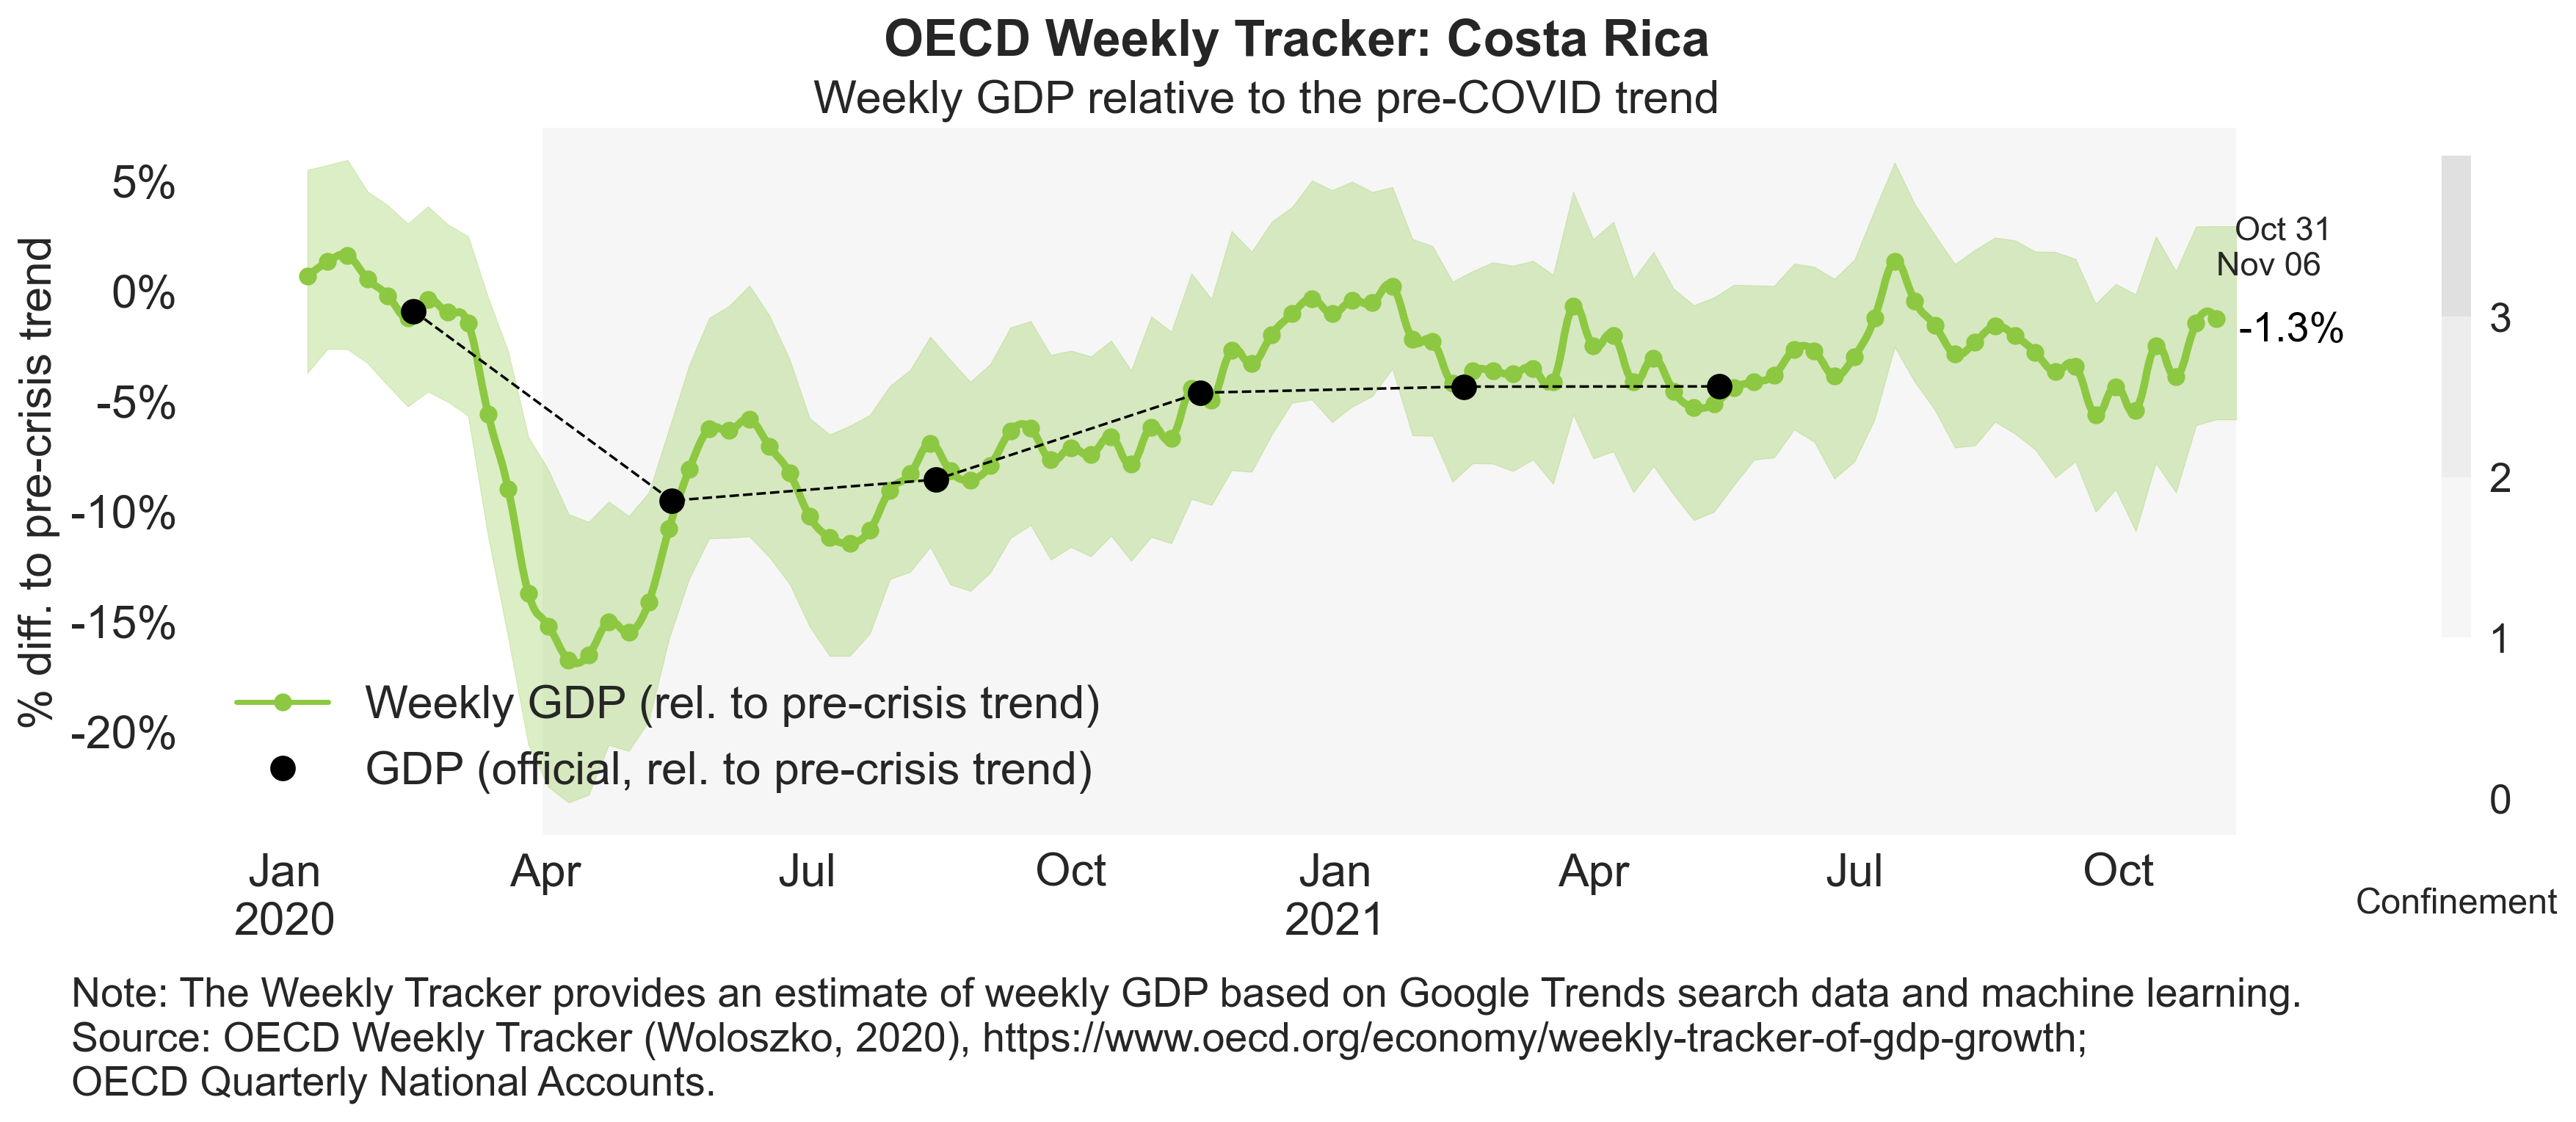 OECD Weekly Tracker: Costa Rica
Weekly GDP relative to the pre-COVID trend
% diff. to pre-crisis trend
5%
0%
-5%
-10%
-15%
-20%
Oct 31
Nov 06
-1.3%
3
2
1
0
Confinement
Weekly GDP (rel. to pre-crisis trend)
GDP (official, rel. to pre-crisis trend)
Jan Apr Jul Oct Jan Apr Jul Oct
2020 2021
Note: The Weekly Tracker provides an estimate of weekly GDP based on Google Trends search data and machine learning.
Source: OECD Weekly Tracker (Woloszko, 2020), https://www.oecd.org/economy/weekly-tracker-of-gdp-growth;
OECD Quarterly National Accounts.